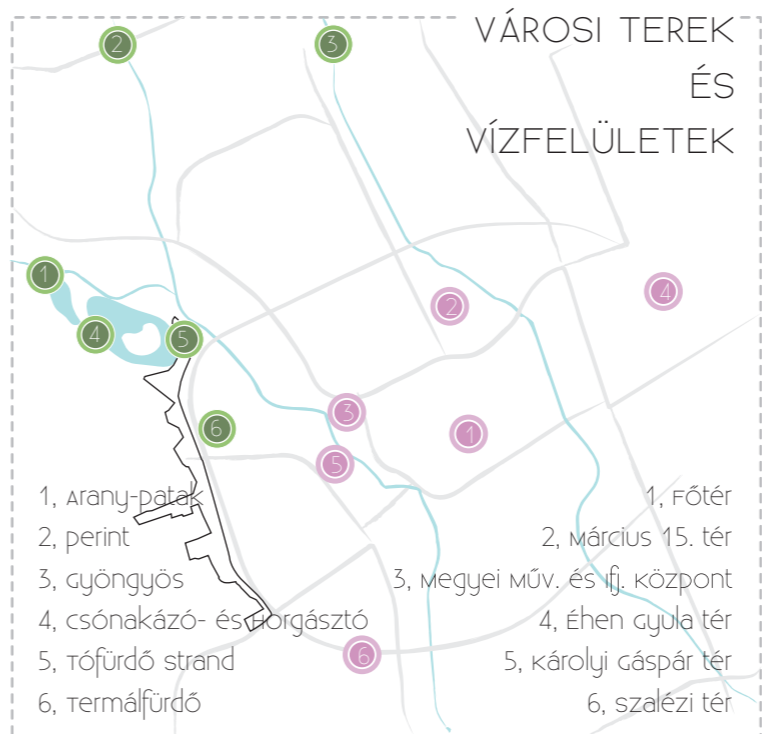 VÁROSI TEREK
ÉS
VÍZFELÜLETEK
2
3
1
4
5
6
2
4
3
1
5
6
1, Arany-patak
2, Perint
3, Gyöngyös
4, Csónakázó- és Horgásztó
5, Tófürdő strand
6, Termálfürdő
1, Főtér
2, Március 15. tér
3, Megyei Műv. és Ifj. Központ
4, Éhen Gyula tér
5, Károlyi Gáspár tér
6, Szalézi tér